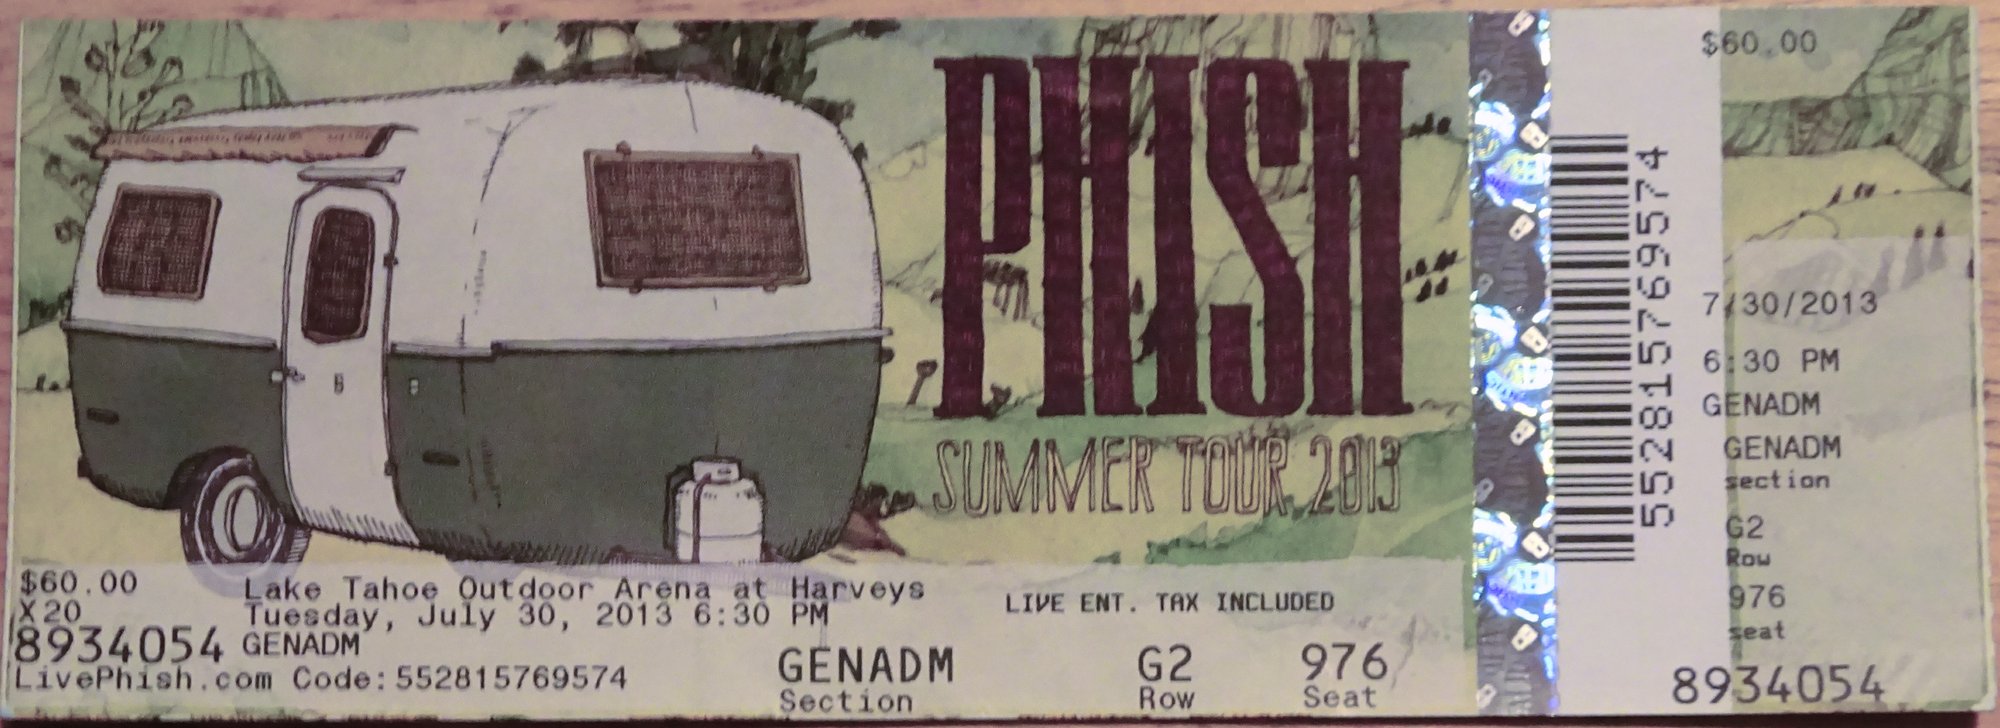 PHISH
SUMMER TOUR 2013
$60.00
X20
8934054
Lake Tahoe Outdoor Arena at Harveys
Tuesday, July 30, 2013 6:30 PM
GENADM
LivePhish.com Code:552815769574
LIVE ENT. TAX INCLUDED
GENADM
Section
G2
Row
976
Seat
552815769574
$60.00
7/30/2013
6:30 PM
GENADM
GENADM
section
G2
Row
976
seat
8934054